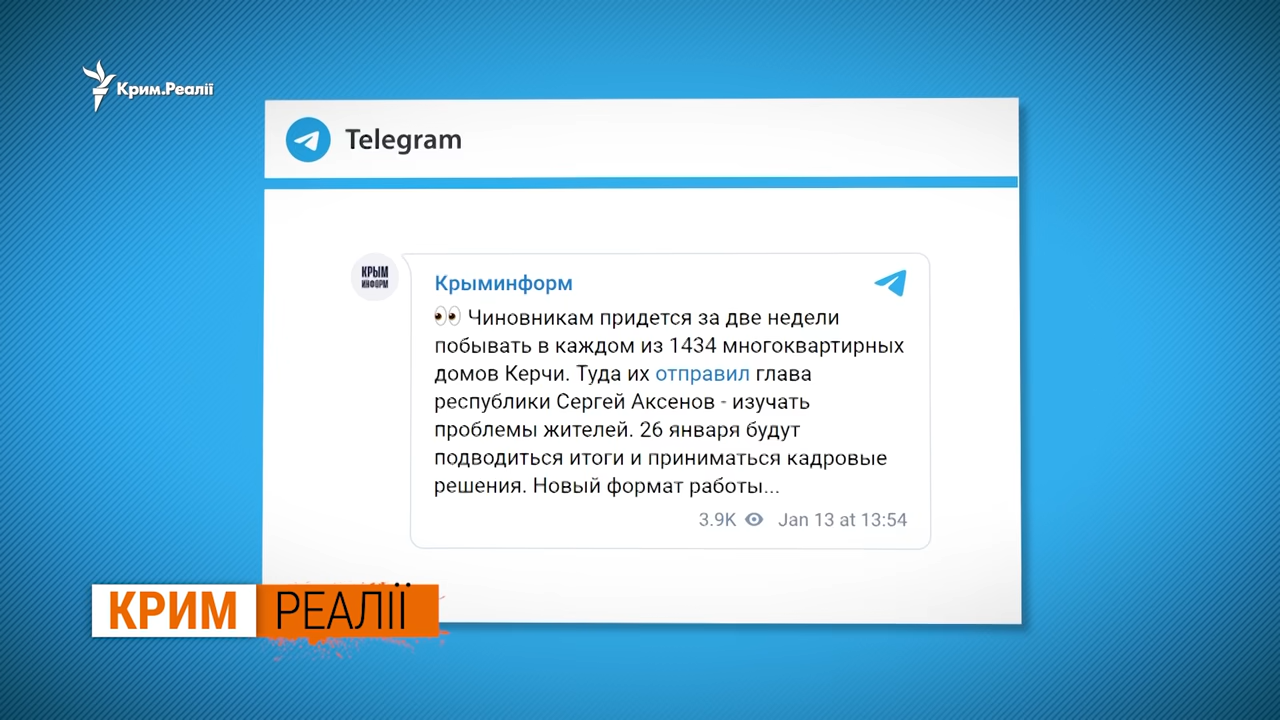 Крим.Реалії
Telegram
КРЫМ
ИНФОРМ
Крыминформ
👀 Чиновникам придется за две недели
побывать в каждом из 1434 многоквартирных
домов Керчи. Туда их отправил глава
республики Сергей Аксенов - изучать
проблемы жителей. 26 января будут
подводиться итоги и приниматься кадровые
решения. Новый формат работы...
3.9K Jan 13 at 13:54
КРИМ РЕАЛІЇ